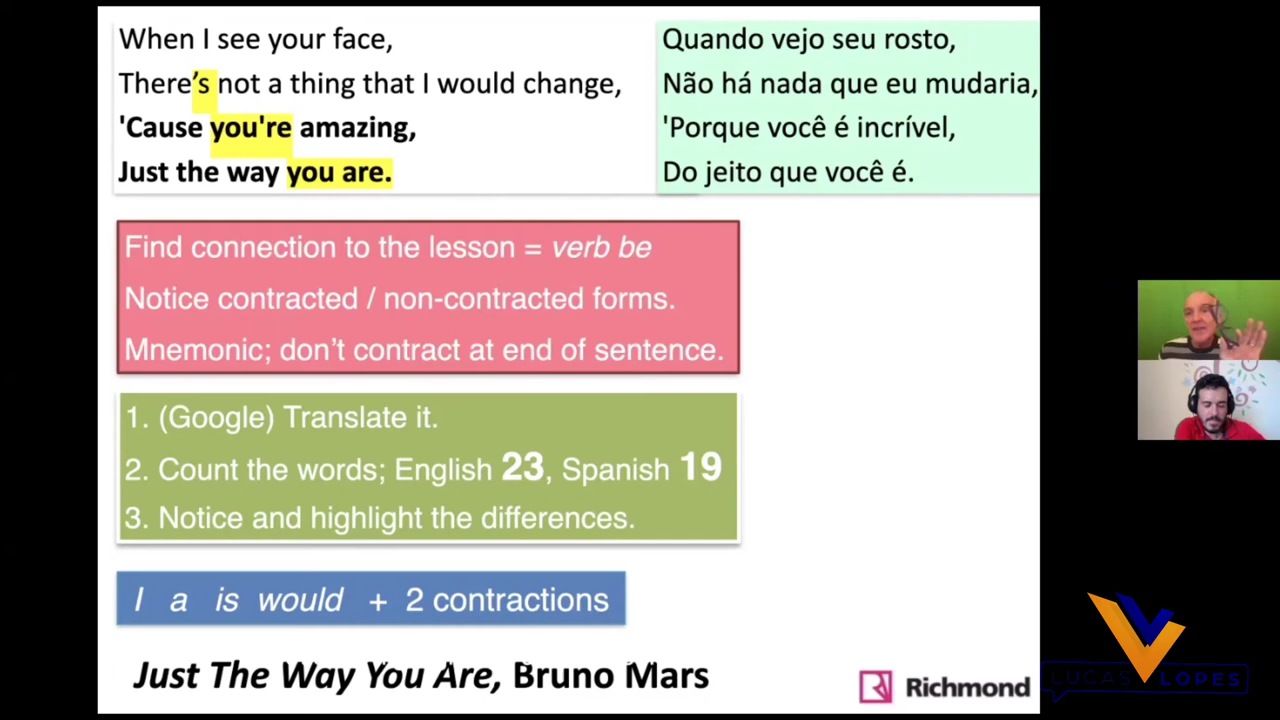 When I see your face,
There's not a thing that I would change,
'Cause you're amazing,
Just the way you are.
Quando vejo seu rosto,
Não há nada que eu mudaria,
'Porque você é incrível,
Do jeito que você é.
Find connection to the lesson = verb be
Notice contracted / non-contracted forms.
Mnemonic; don't contract at end of sentence.
1. (Google) Translate it.
2. Count the words; English 23, Spanish 19
3. Notice and highlight the differences.
I a is would + 2 contractions
Just The Way You Are, Bruno Mars
Richmond
LUCAS LOPES